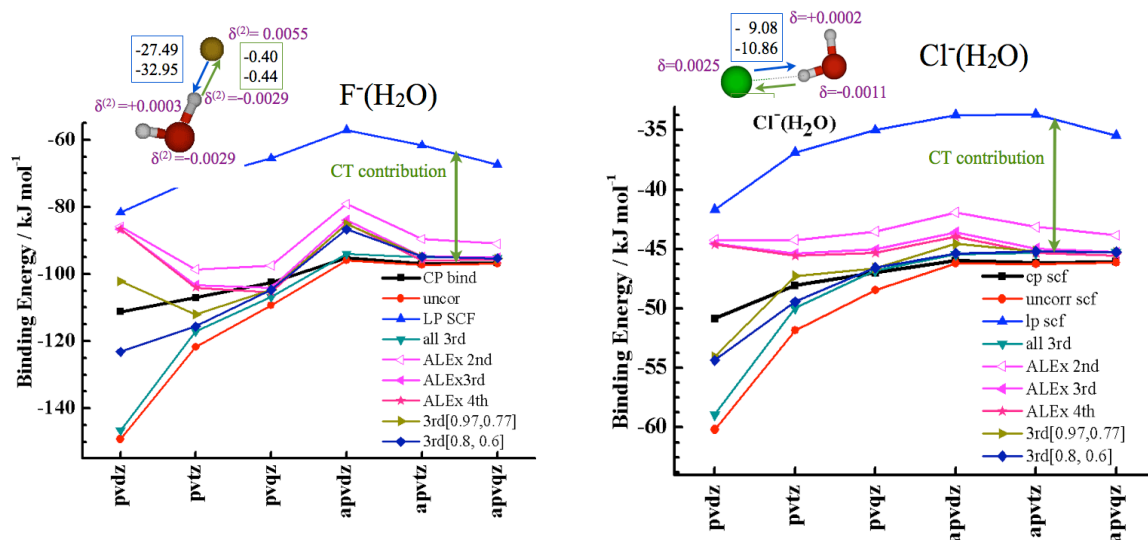 δ⁽²⁾= 0.0055
-27.49
-32.95
-0.40
-0.44
F⁻(H₂O)
δ⁽²⁾=+0.0003
δ⁽²⁾=-0.0029
δ⁽²⁾=-0.0029
-60
-80
-100
-120
-140
Binding Energy / kJ mol⁻¹
CT contribution
CP bind
uncor
LP SCF
all 3rd
ALEx 2nd
ALEx3rd
ALEx 4th
3rd[0.97,0.77]
3rd[0.8, 0.6]
pvdz
pvtz
pvqz
apvdz
apvtz
apvqz
δ=+0.0002
- 9.08
-10.86
δ=0.0025
Cl⁻(H₂O)
δ=-0.0011
Cl⁻(H₂O)
-35
-40
-45
-50
-55
-60
Binding Energy / kJ mol⁻¹
CT contribution
cp scf
uncorr scf
lp scf
all 3rd
ALEx 2nd
ALEx 3rd
ALEx 4th
3rd[0.97,0.77]
3rd[0.8, 0.6]
pvdz
pvtz
pvqz
apvdz
apvtz
apvqz